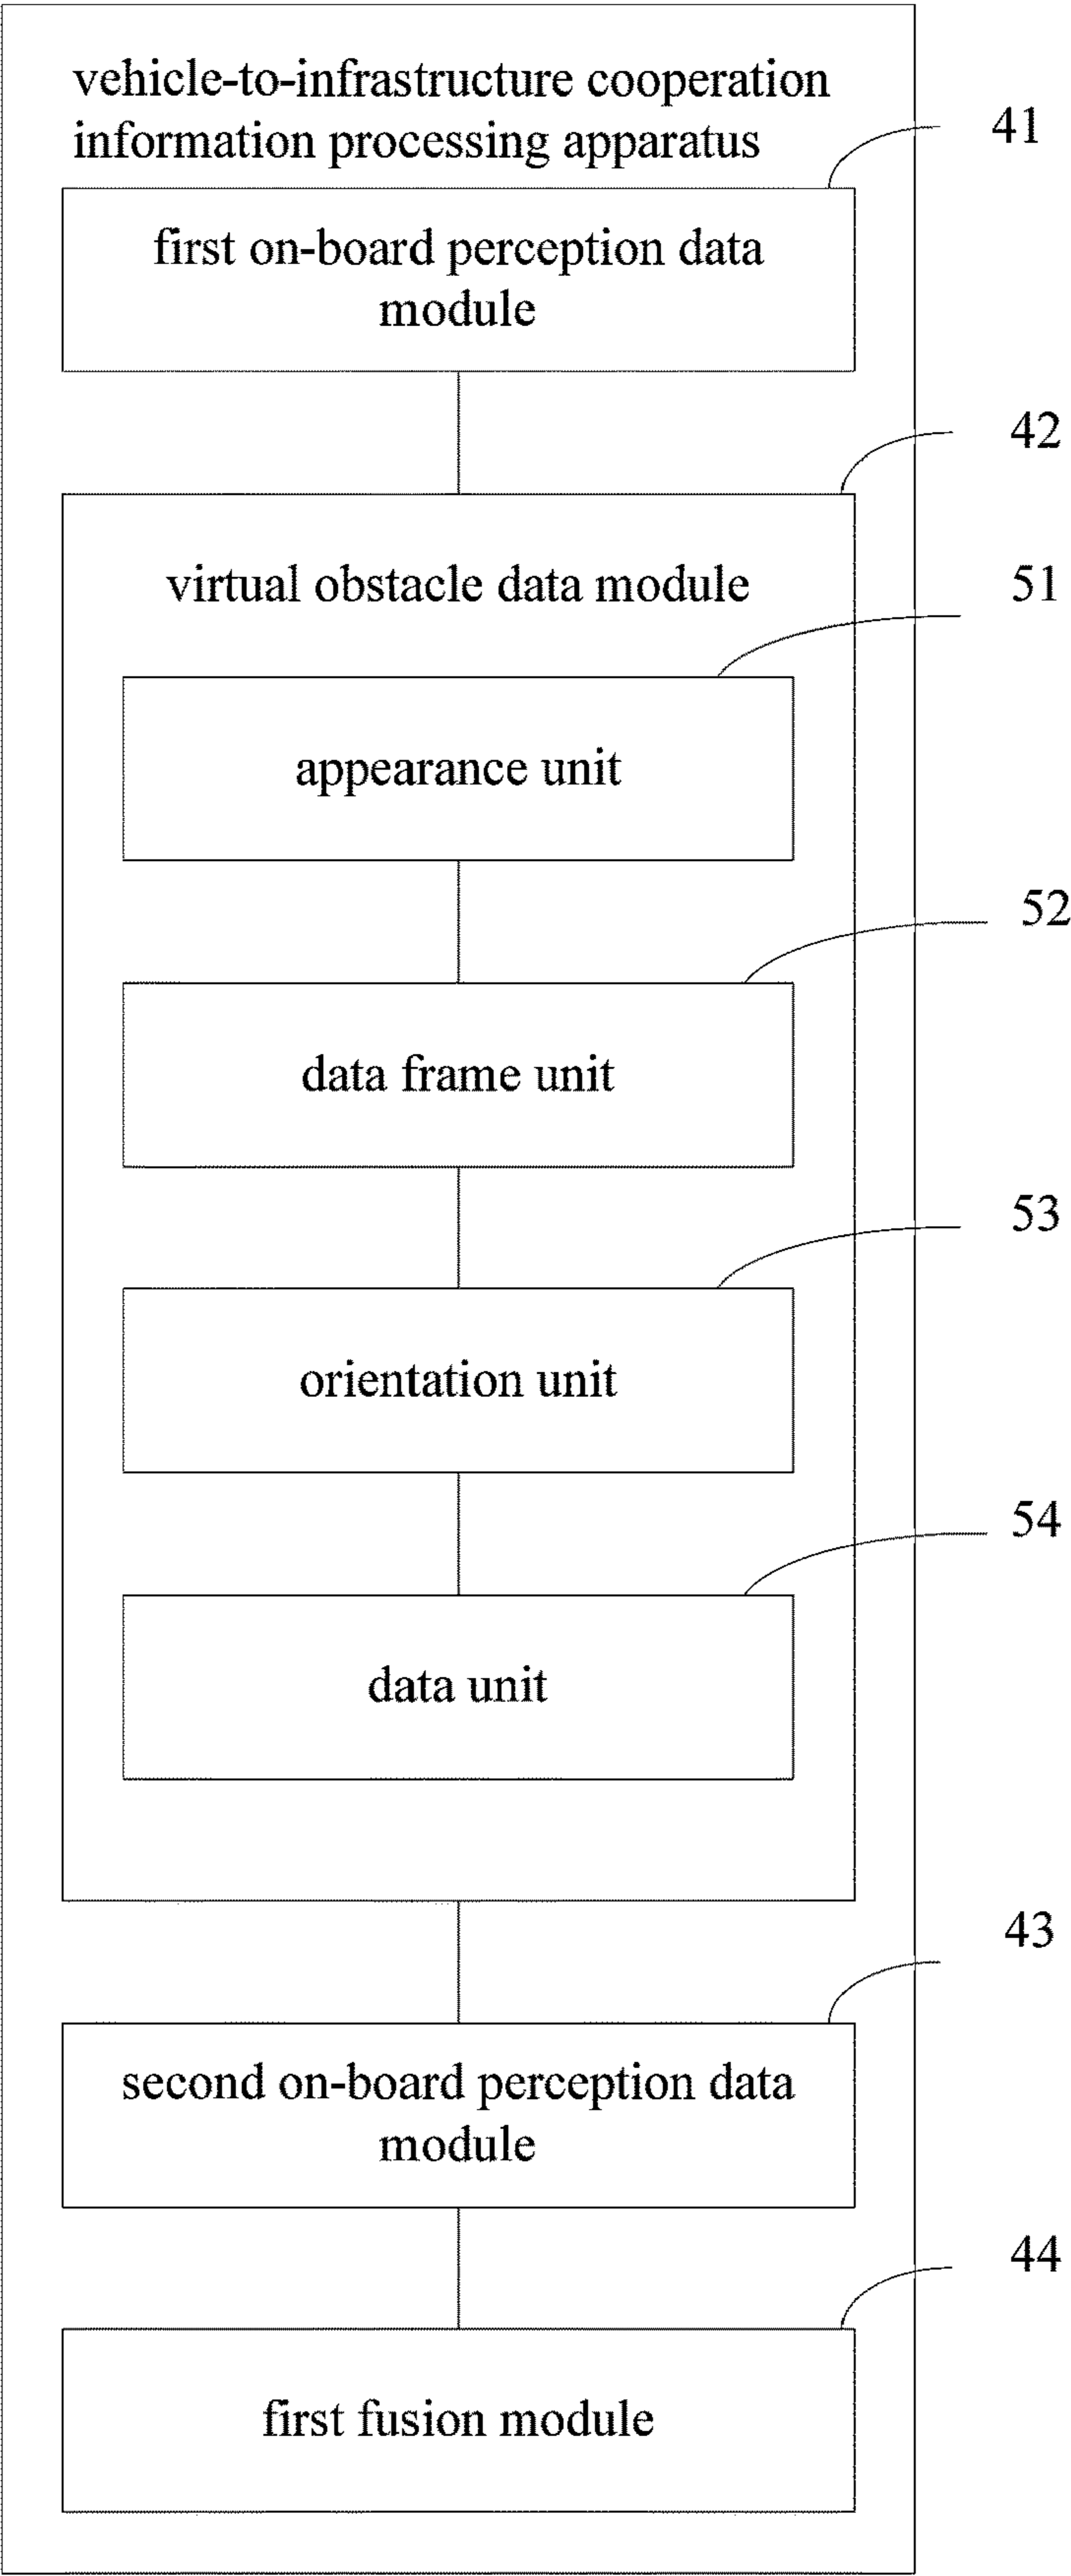 vehicle-to-infrastructure cooperation
information processing apparatus
41
first on-board perception data
module
42
virtual obstacle data module
51
appearance unit
52
data frame unit
53
orientation unit
54
data unit
43
second on-board perception data
module
44
first fusion module